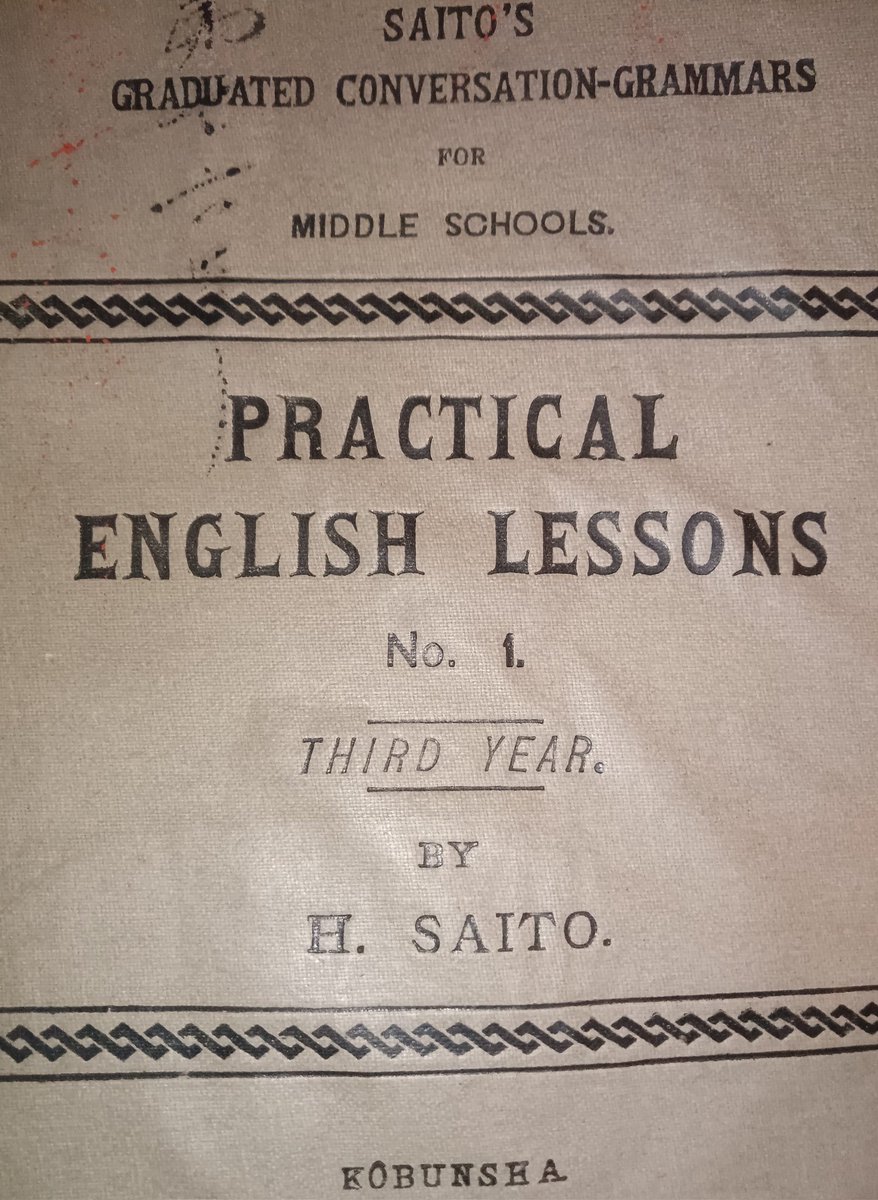 SAITO'S
GRADUATED CONVERSATION-GRAMMARS
FOR
MIDDLE SCHOOLS.
PRACTICAL
ENGLISH LESSONS
No. 1.
THIRD YEAR.
BY
H. SAITO.
KŌBUNSHA